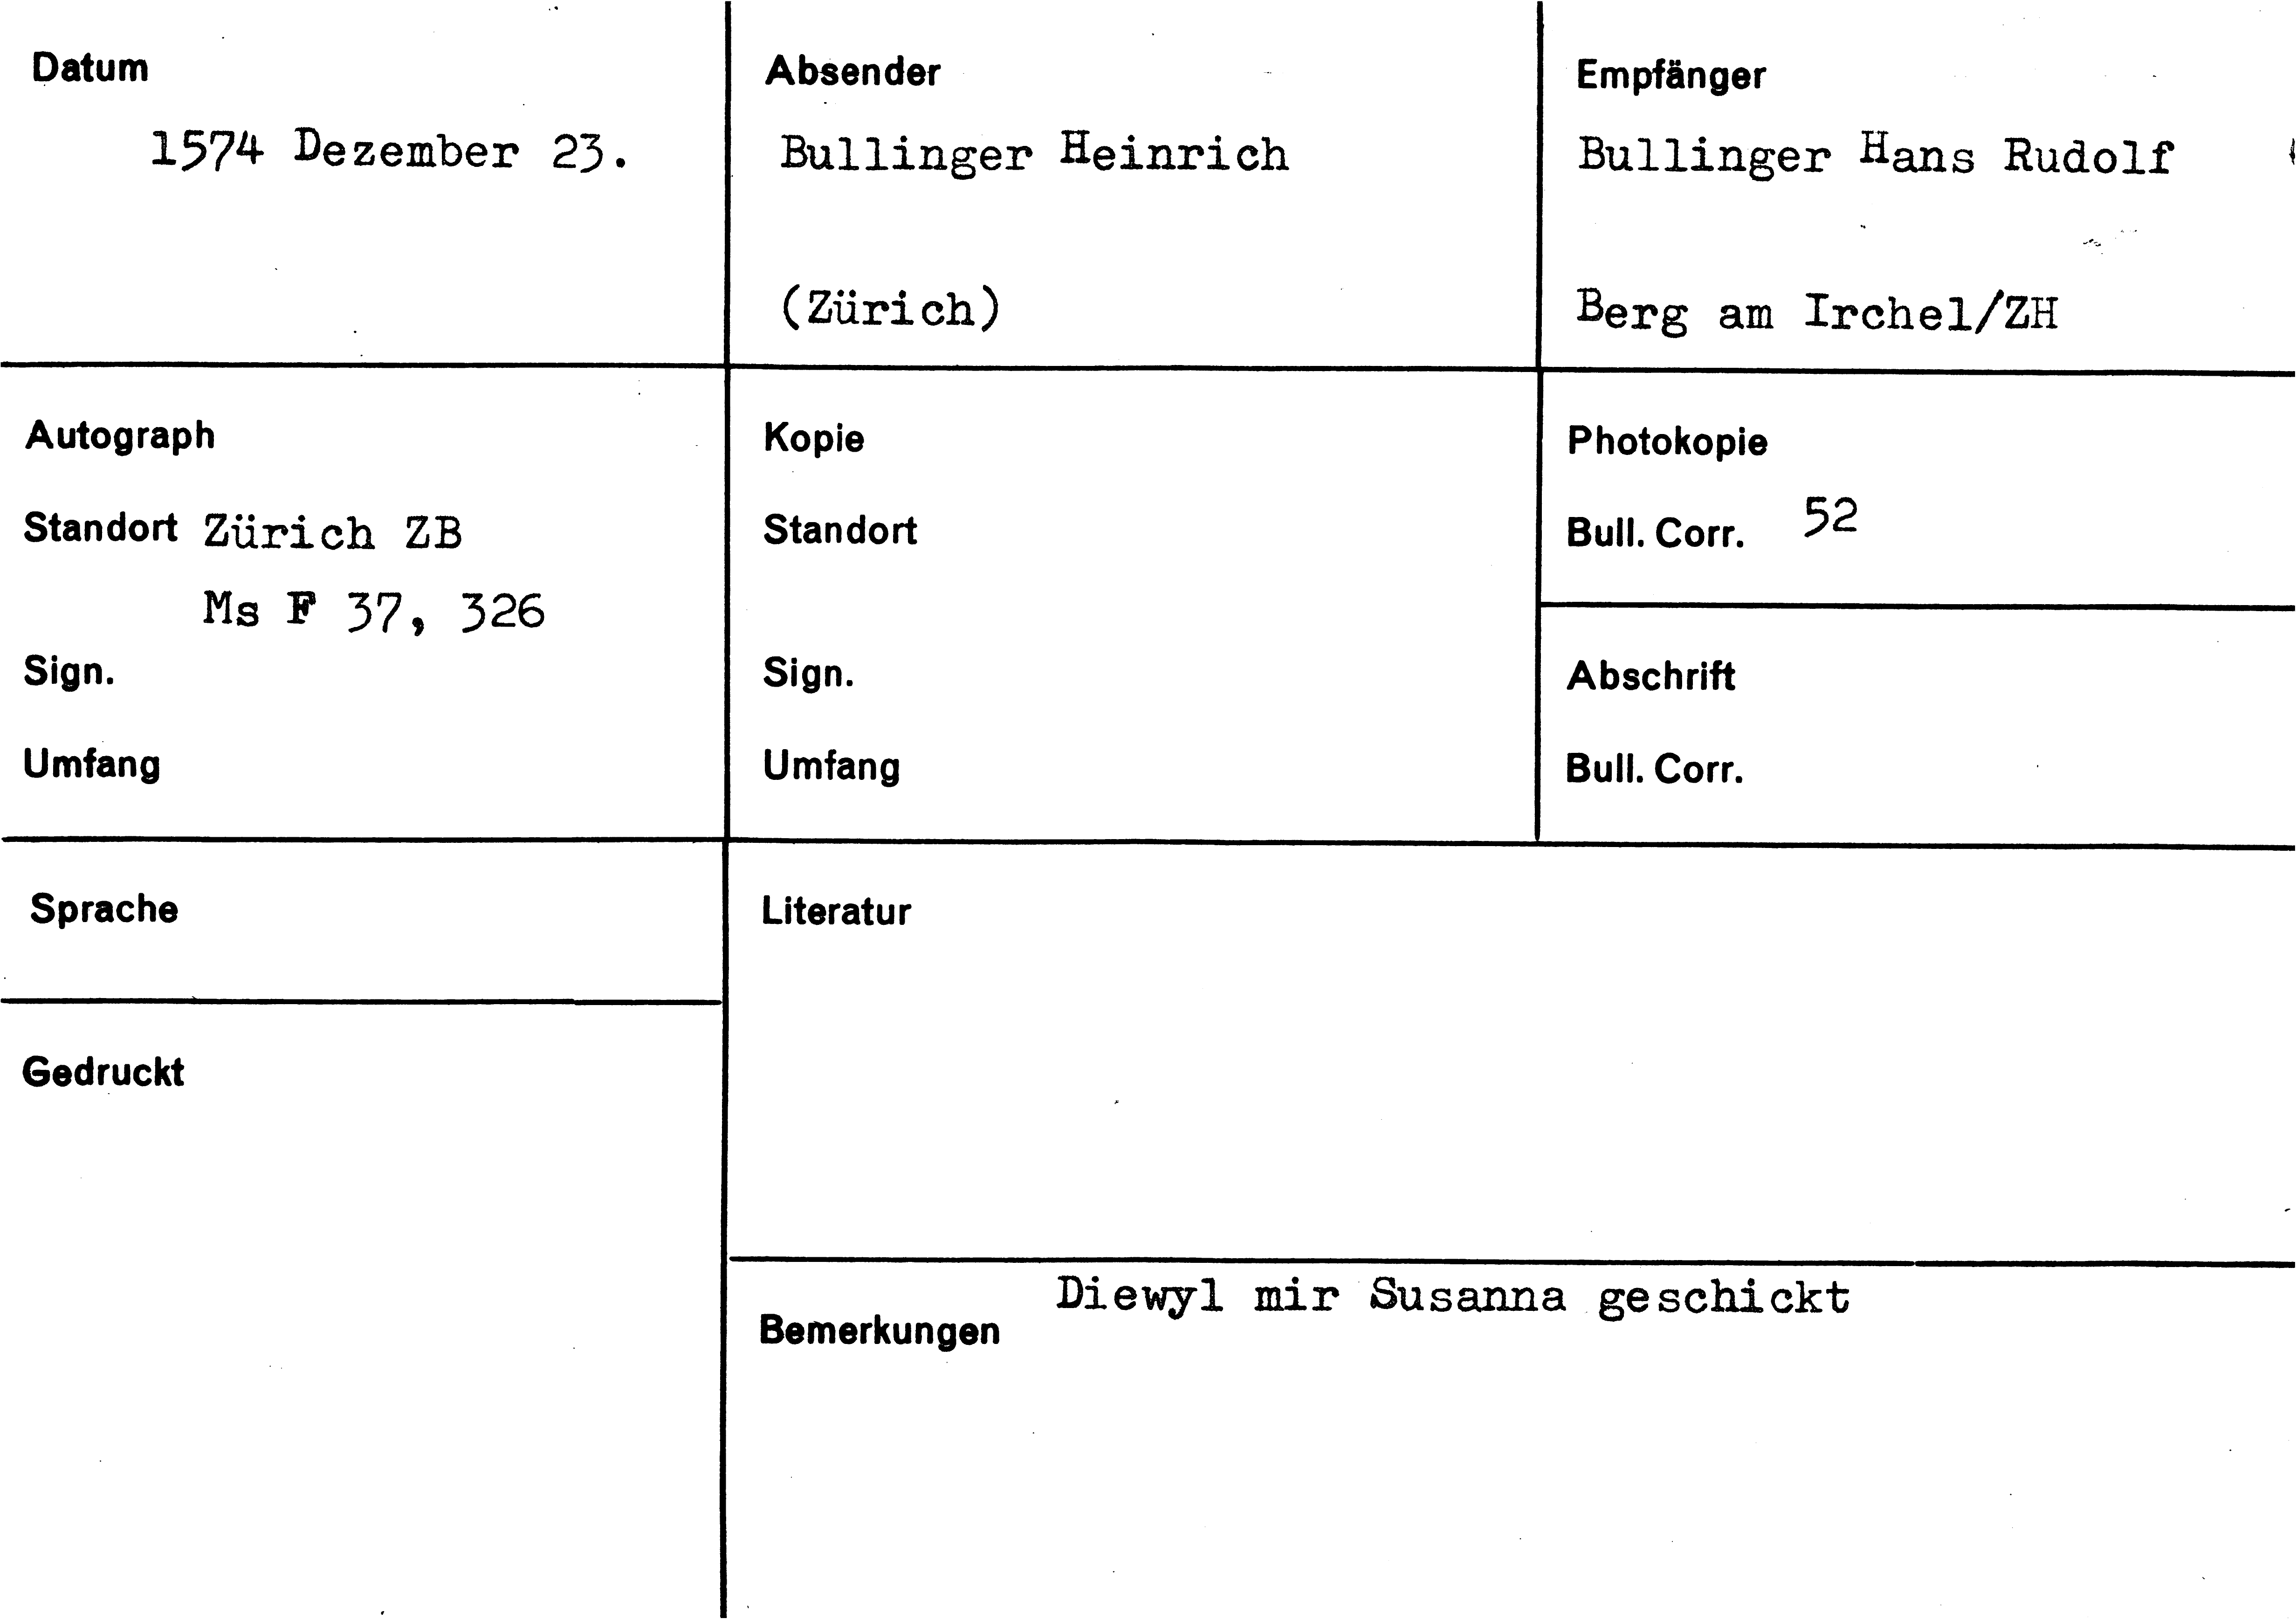 Datum
1574 Dezember 23.
Absender
Bullinger Heinrich
(Zürich)
Empfänger
Bullinger Hans Rudolf
Berg am Irchel/ZH
Autograph
Standort Zürich ZB
Ms F 37, 326
Sign.
Umfang
Kopie
Standort
Sign.
Umfang
Photokopie
Bull. Corr. 52
Abschrift
Bull. Corr.
Sprache
Literatur
Gedruckt
Diewyl mir Susanna geschickt
Bemerkungen